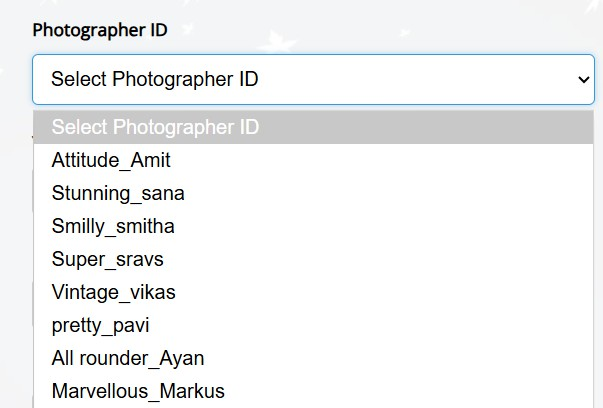 Photographer ID
Select Photographer ID
Select Photographer ID
Attitude_Amit
Stunning_sana
Smilly_smitha
Super_sravs
Vintage_vikas
pretty_pavi
All rounder_Ayan
Marvellous_Markus